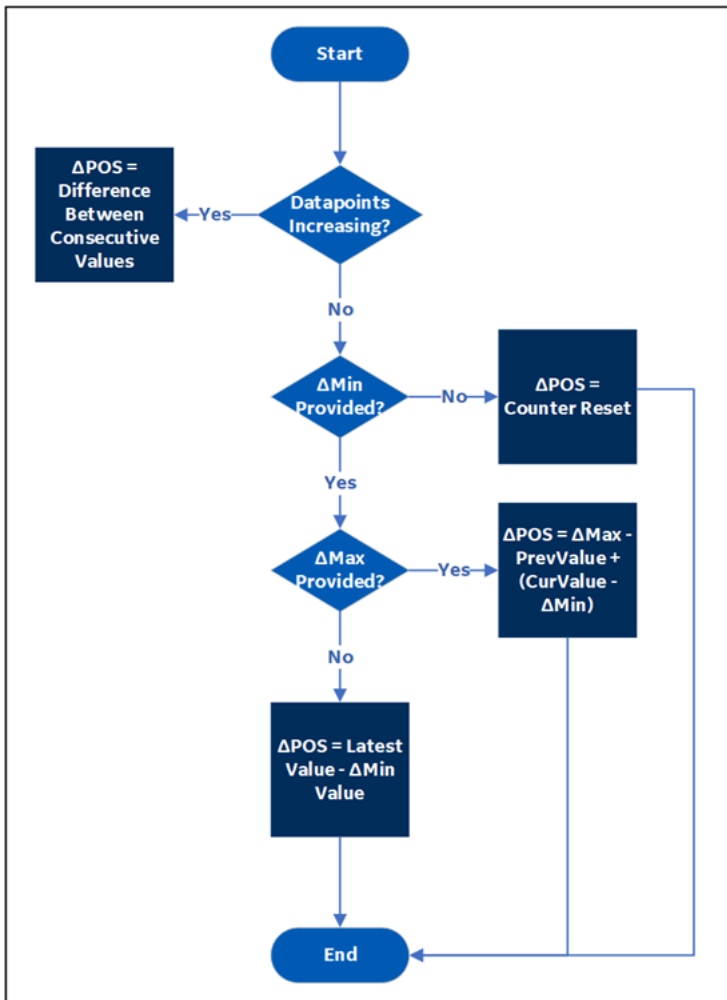 Start
ΔPOS =
Difference
Between
Consecutive
Values
Yes
Datapoints
Increasing?
No
ΔMin
Provided?
No
ΔPOS =
Counter Reset
Yes
ΔMax
Provided?
Yes
ΔPOS = ΔMax -
PrevValue +
(CurValue -
ΔMin)
No
ΔPOS = Latest
Value - ΔMin
Value
End